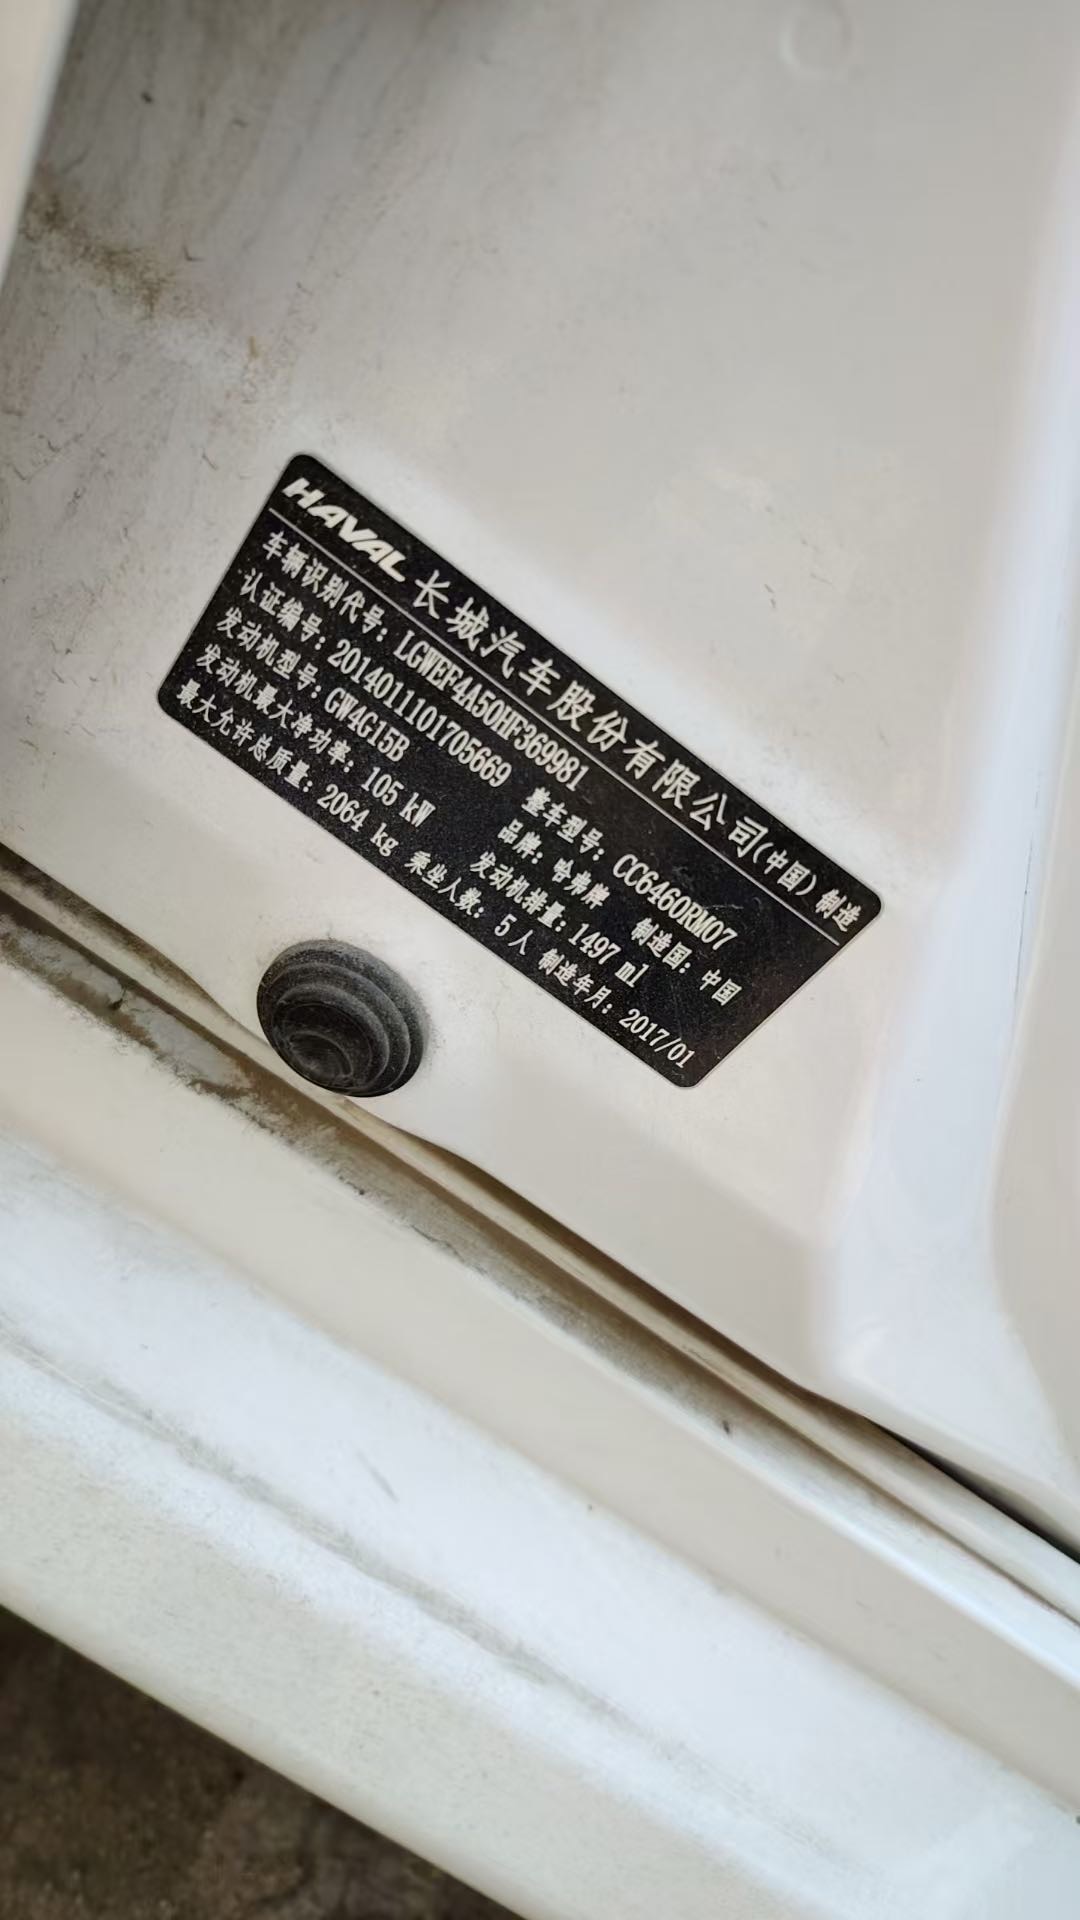 HAVAL 长城汽车股份有限公司(中国)制造
车辆识别代号: LGWEF4A50HF369981
认证编号: 2014011101705669 整车型号: CC6460RM07
发动机型号: GW4G15B 品牌: 哈弗牌 制造国: 中国
发动机最大净功率: 105 kW 发动机排量: 1497 ml
最大允许总质量: 2064 kg 乘坐人数: 5人 制造年月: 2017/01